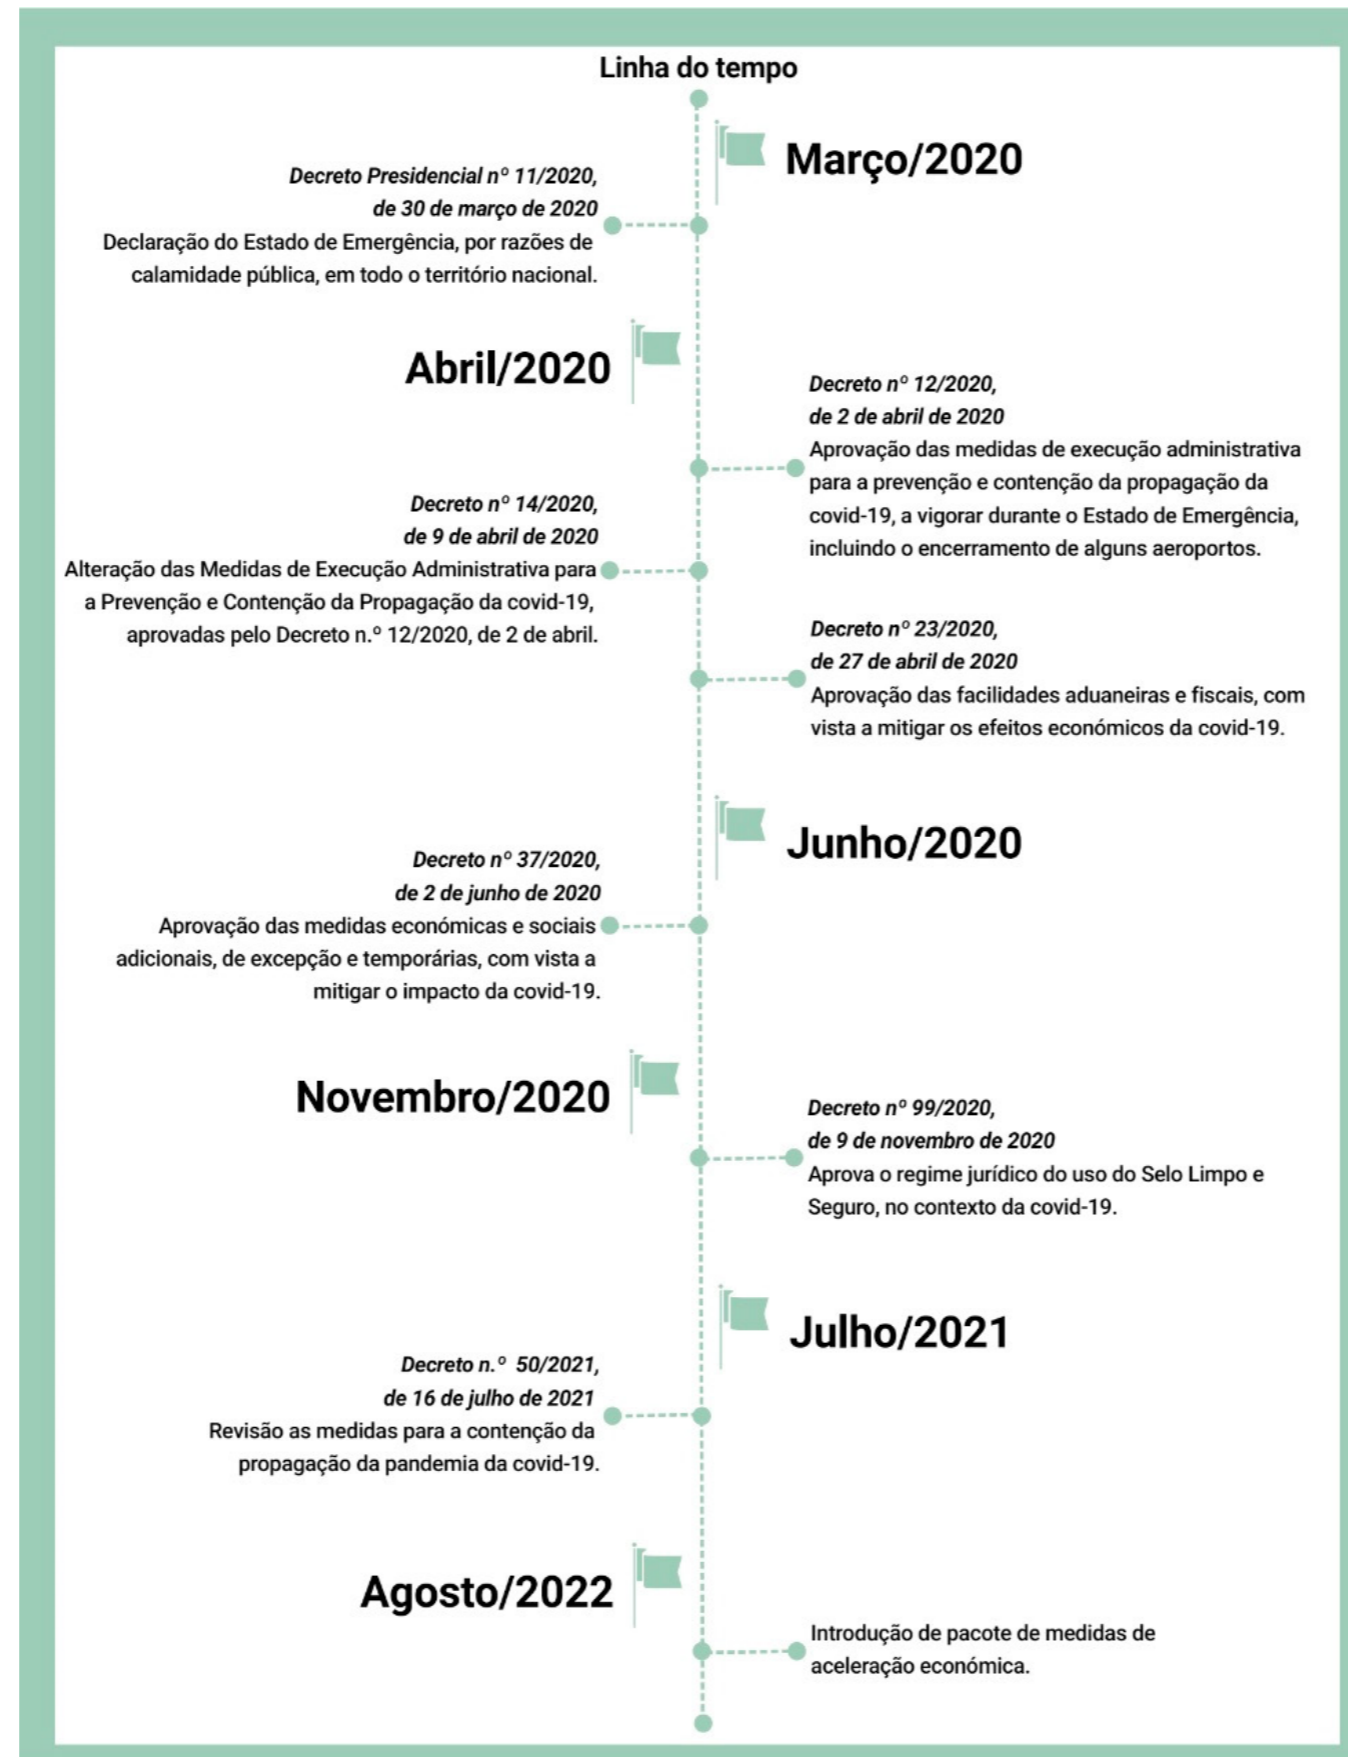 Linha do tempo
Março/2020
Decreto Presidencial nº 11/2020,
de 30 de março de 2020
Declaração do Estado de Emergência, por razões de
calamidade pública, em todo o território nacional.
Abril/2020
Decreto nº 12/2020,
de 2 de abril de 2020
Aprovação das medidas de execução administrativa
para a prevenção e contenção da propagação da
covid-19, a vigorar durante o Estado de Emergência,
incluindo o encerramento de alguns aeroportos.
Decreto nº 14/2020,
de 9 de abril de 2020
Alteração das Medidas de Execução Administrativa para
a Prevenção e Contenção da Propagação da covid-19,
aprovadas pelo Decreto n.º 12/2020, de 2 de abril.
Decreto nº 23/2020,
de 27 de abril de 2020
Aprovação das facilidades aduaneiras e fiscais, com
vista a mitigar os efeitos económicos da covid-19.
Junho/2020
Decreto nº 37/2020,
de 2 de junho de 2020
Aprovação das medidas económicas e sociais
adicionais, de excepção e temporárias, com vista a
mitigar o impacto da covid-19.
Novembro/2020
Decreto nº 99/2020,
de 9 de novembro de 2020
Aprova o regime jurídico do uso do Selo Limpo e
Seguro, no contexto da covid-19.
Julho/2021
Decreto n.º 50/2021,
de 16 de julho de 2021
Revisão as medidas para a contenção da
propagação da pandemia da covid-19.
Agosto/2022
Introdução de pacote de medidas de
aceleração económica.